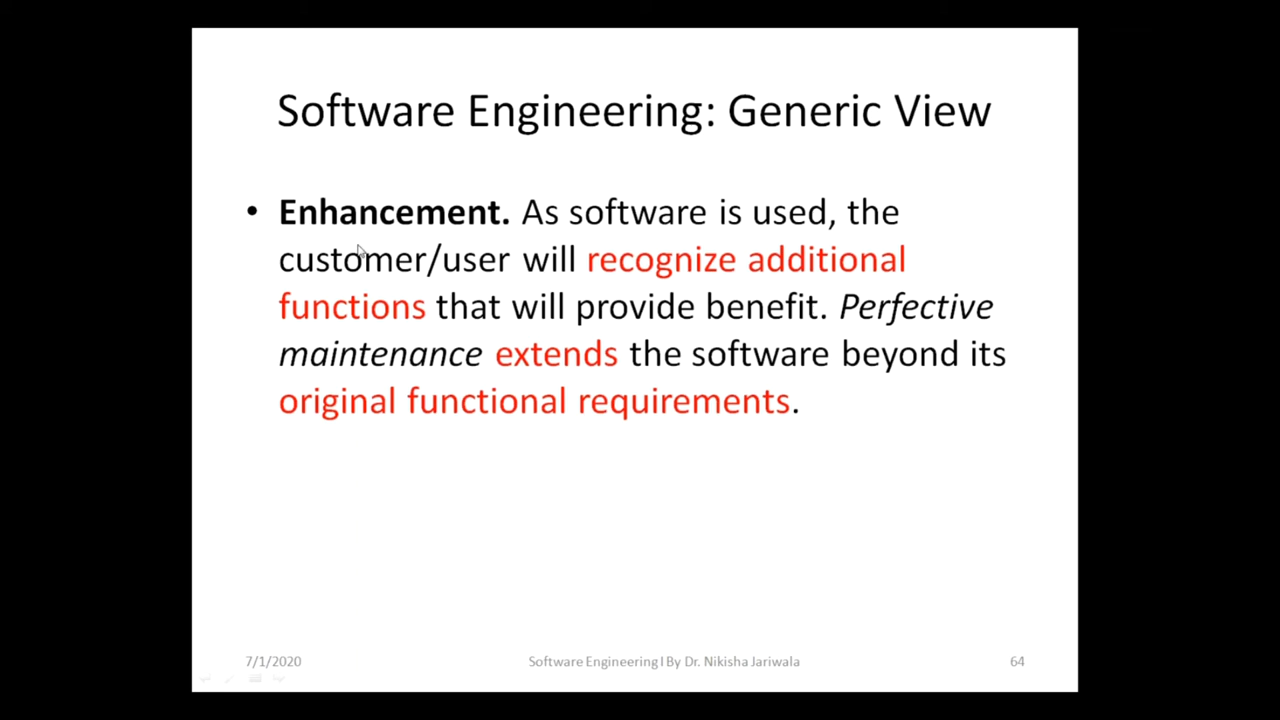 Software Engineering: Generic View
• Enhancement. As software is used, the
customer/user will recognize additional
functions that will provide benefit. Perfective
maintenance extends the software beyond its
original functional requirements.
7/1/2020 Software Engineering I By Dr. Nikisha Jariwala 64